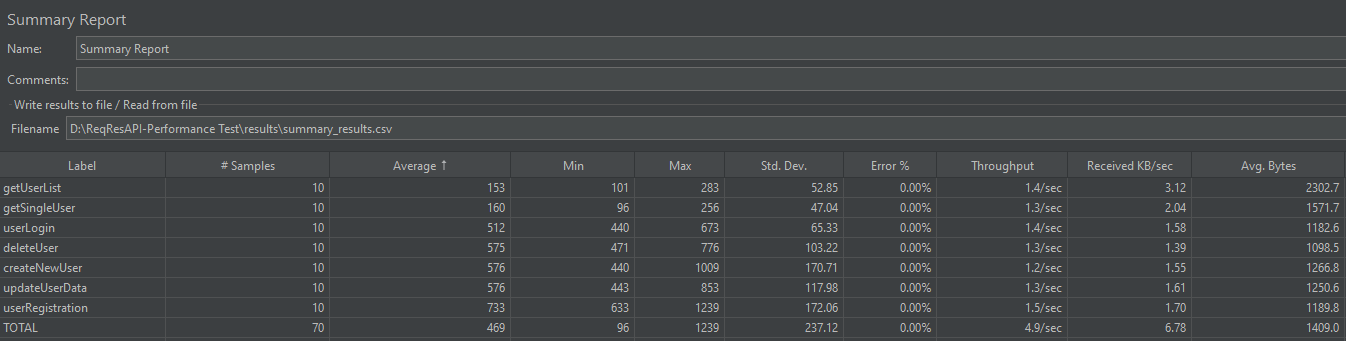 Summary Report
Name: Summary Report
Comments:
Write results to file / Read from file
Filename D:\ReqResAPI-Performance Test\results\summary_results.csv
Label # Samples Average ↑ Min Max Std. Dev. Error % Throughput Received KB/sec Avg. Bytes
getUserList 10 153 101 283 52.85 0.00% 1.4/sec 3.12 2302.7
getSingleUser 10 160 96 256 47.04 0.00% 1.3/sec 2.04 1571.7
userLogin 10 512 440 673 65.33 0.00% 1.4/sec 1.58 1182.6
deleteUser 10 575 471 776 103.22 0.00% 1.3/sec 1.39 1098.5
createNewUser 10 576 440 1009 170.71 0.00% 1.2/sec 1.55 1266.8
updateUserData 10 576 443 853 117.98 0.00% 1.3/sec 1.61 1250.6
userRegistration 10 733 633 1239 172.06 0.00% 1.5/sec 1.70 1189.8
TOTAL 70 469 96 1239 237.12 0.00% 4.9/sec 6.78 1409.0